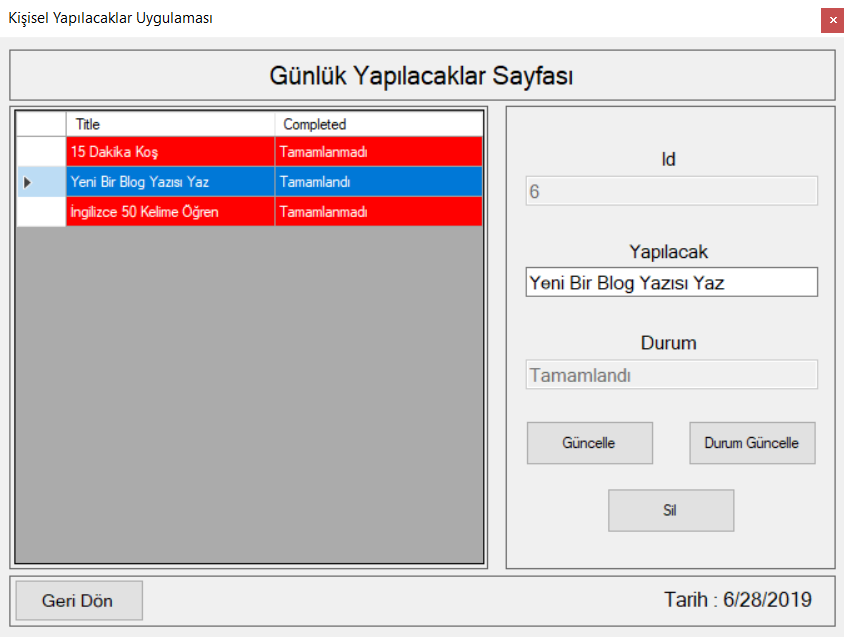 Kişisel Yapılacaklar Uygulaması
Günlük Yapılacaklar Sayfası
Title Completed
15 Dakika Koş Tamamlanmadı
Yeni Bir Blog Yazısı Yaz Tamamlandı
İngilizce 50 Kelime Öğren Tamamlanmadı
Id
6
Yapılacak
Yeni Bir Blog Yazısı Yaz
Durum
Tamamlandı
Güncelle Durum Güncelle
Sil
Geri Dön Tarih : 6/28/2019